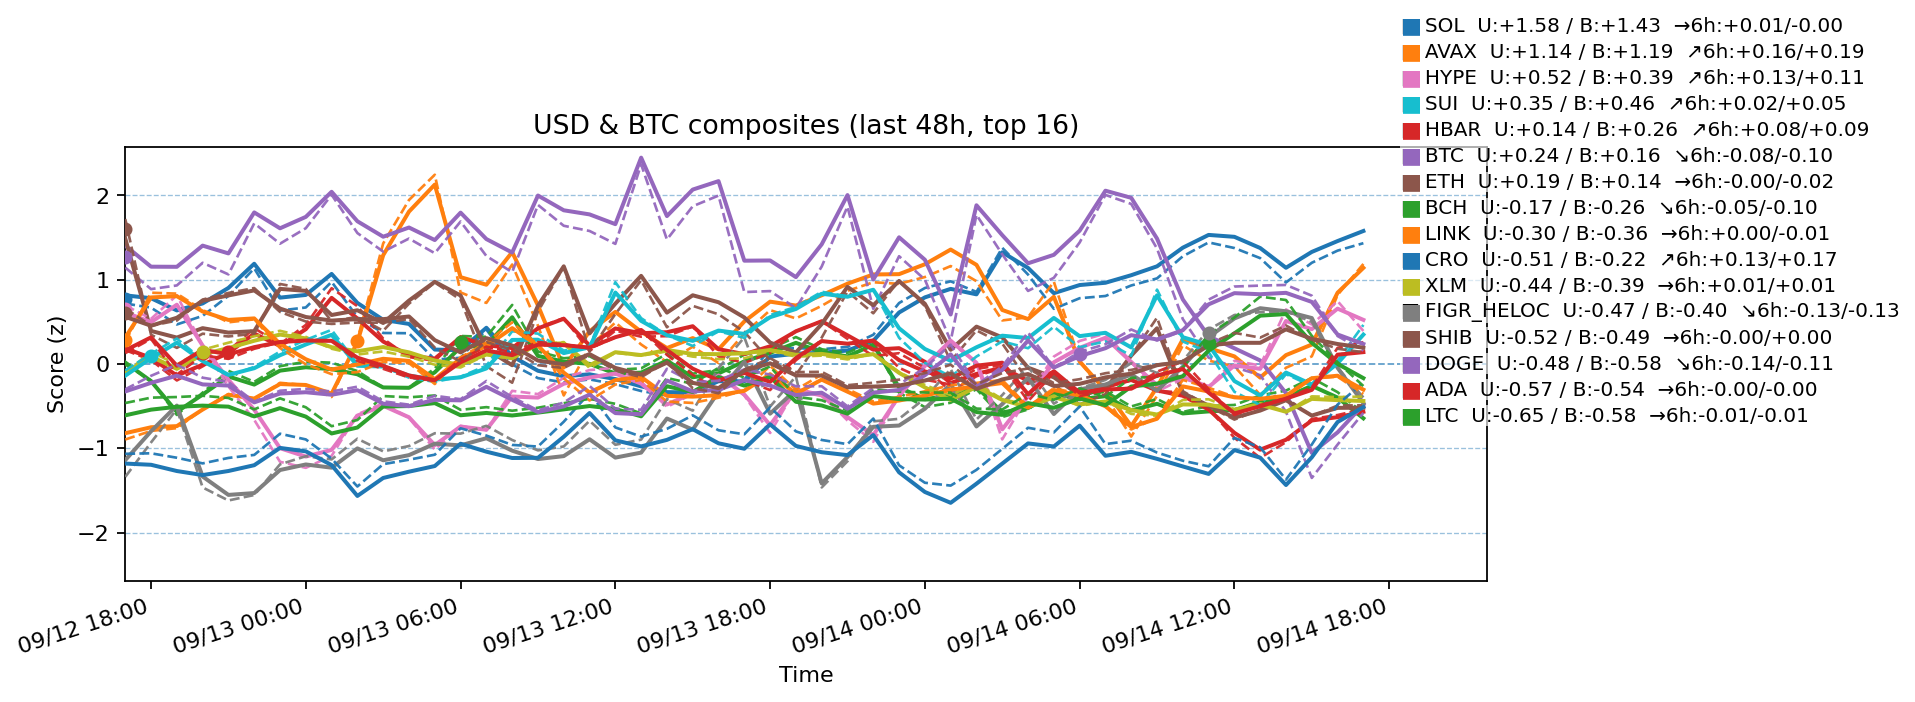 SOL  U:+1.58 / B:+1.43  →6h:+0.01/-0.00
AVAX  U:+1.14 / B:+1.19  ↗6h:+0.16/+0.19
HYPE  U:+0.52 / B:+0.39  ↗6h:+0.13/+0.11
SUI  U:+0.35 / B:+0.46  ↗6h:+0.02/+0.05
HBAR  U:+0.14 / B:+0.26  ↗6h:+0.08/+0.09
BTC  U:+0.24 / B:+0.16  ↘6h:-0.08/-0.10
ETH  U:+0.19 / B:+0.14  →6h:-0.00/-0.02
BCH  U:-0.17 / B:-0.26  ↘6h:-0.05/-0.10
LINK  U:-0.30 / B:-0.36  →6h:+0.00/-0.01
CRO  U:-0.51 / B:-0.22  ↗6h:+0.13/+0.17
XLM  U:-0.44 / B:-0.39  →6h:+0.01/+0.01
FIGR_HELOC  U:-0.47 / B:-0.40  ↘6h:-0.13/-0.13
SHIB  U:-0.52 / B:-0.49  →6h:-0.00/+0.00
DOGE  U:-0.48 / B:-0.58  ↘6h:-0.14/-0.11
ADA  U:-0.57 / B:-0.54  →6h:-0.00/-0.00
LTC  U:-0.65 / B:-0.58  →6h:-0.01/-0.01
USD & BTC composites (last 48h, top 16)
Score (z)
2
1
0
−1
−2
09/12 18:00
09/13 00:00
09/13 06:00
09/13 12:00
09/13 18:00
09/14 00:00
09/14 06:00
09/14 12:00
09/14 18:00
Time